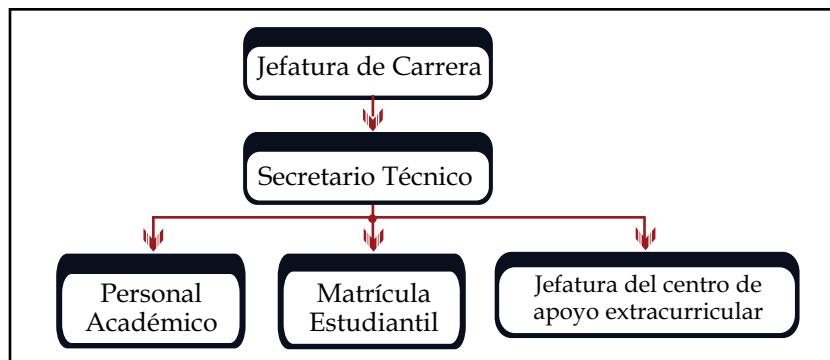 Jefatura de Carrera
Secretario Técnico
Personal
Académico
Matrícula
Estudiantil
Jefatura del centro de
apoyo extracurricular